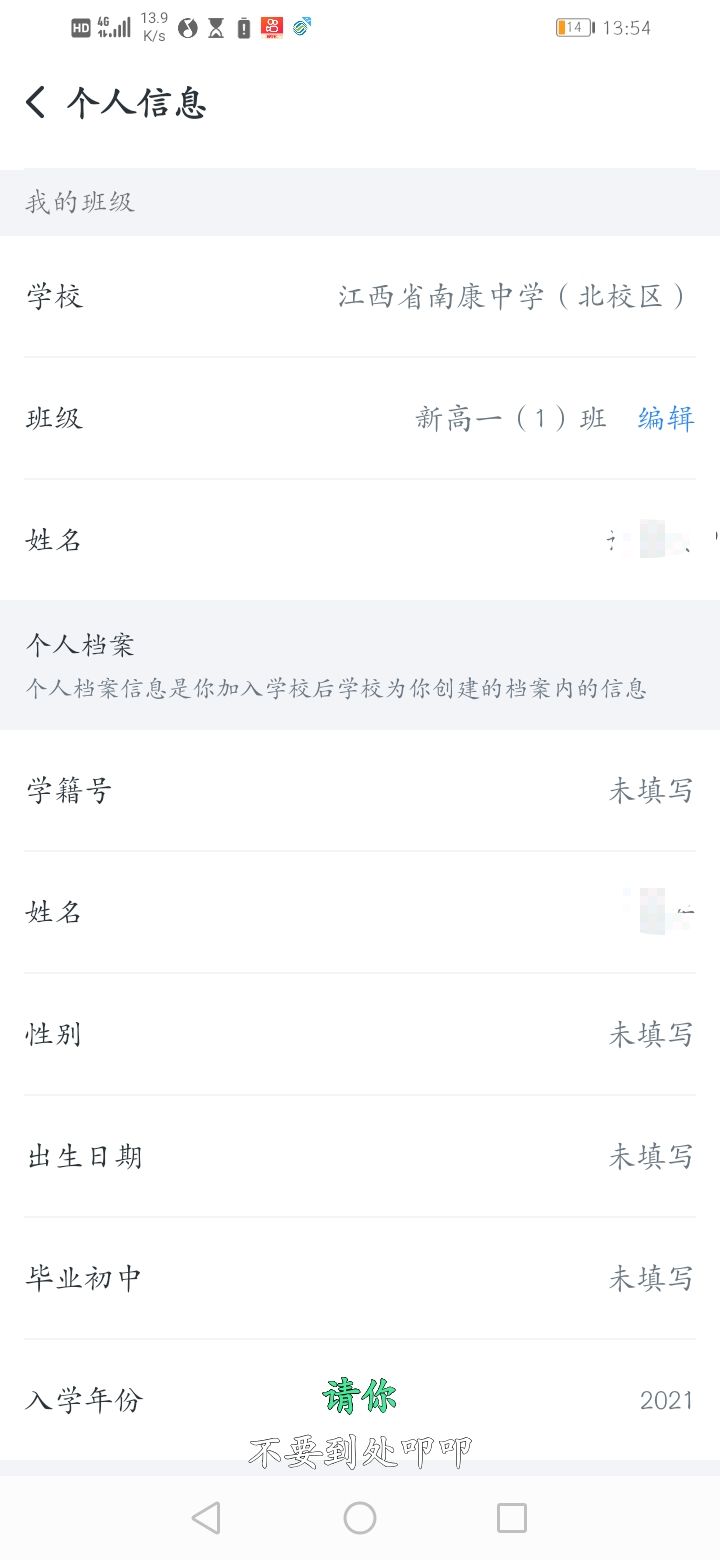 HD 4G 13.9 K/s 14 13:54
个人信息
我的班级
学校 江西省南康中学（北校区）
班级 新高一（1）班 编辑
姓名
个人档案
个人档案信息是你加入学校后学校为你创建的档案内的信息
学籍号 未填写
姓名
性别 未填写
出生日期 未填写
毕业初中 未填写
入学年份 2021
请你
不要到处叩叩